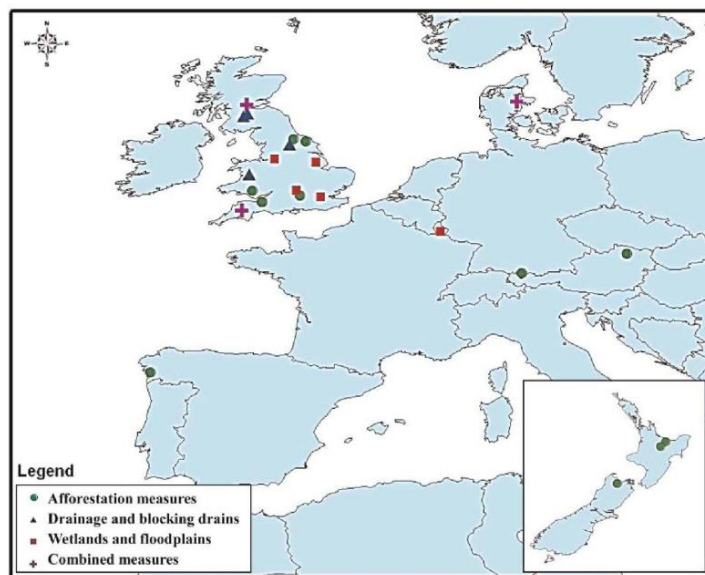 N
W E
S
Legend
Afforestation measures
Drainage and blocking drains
Wetlands and floodplains
Combined measures